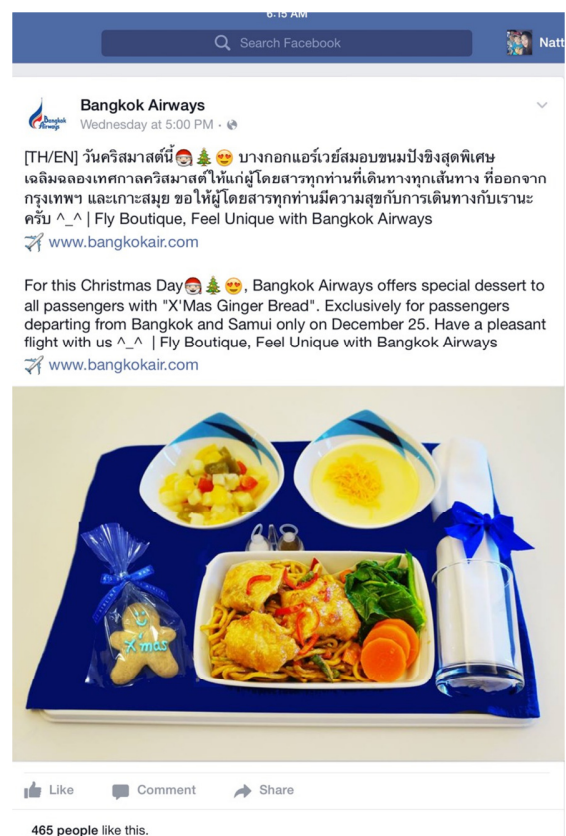 6:15 AM
Search Facebook
Natt
Bangkok Airways
Bangkok Airways
Wednesday at 5:00 PM ·
[TH/EN] วันคริสมาสต์นี้🎅🎄😍 บางกอกแอร์เวย์สมอบขนมปังขิงสุดพิเศษ
เฉลิมฉลองเทศกาลคริสมาสต์ให้แก่ผู้โดยสารทุกท่านที่เดินทางทุกเส้นทาง ที่ออกจาก
กรุงเทพฯ และเกาะสมุย ขอให้ผู้โดยสารทุกท่านมีความสุขกับการเดินทางกับเรานะ
ครับ ^_^ | Fly Boutique, Feel Unique with Bangkok Airways
✈ www.bangkokair.com
For this Christmas Day🎅🎄😍, Bangkok Airways offers special dessert to
all passengers with "X'Mas Ginger Bread". Exclusively for passengers
departing from Bangkok and Samui only on December 25. Have a pleasant
flight with us ^_^ | Fly Boutique, Feel Unique with Bangkok Airways
✈ www.bangkokair.com
X'mas
Like
Comment
Share
465 people like this.